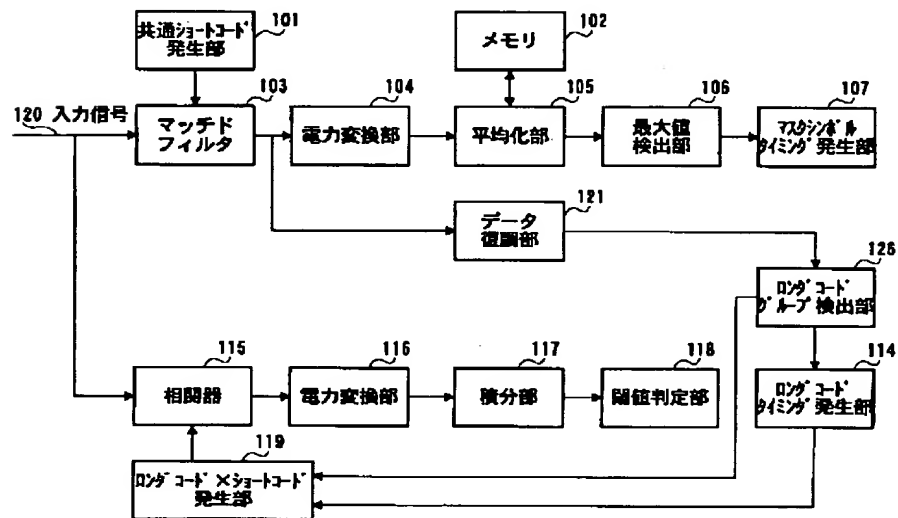 101
共通ショートコード
発生部
102
メモリ
120 入力信号
103
マッチド
フィルタ
104
電力変換部
105
平均化部
106
最大値
検出部
107
マスクシンボル
タイミング発生部
121
データ
復調部
126
ロングコード
グループ検出部
115
相関器
116
電力変換部
117
積分部
118
閾値判定部
114
ロングコード
タイミング発生部
119
ロングコード×ショートコード
発生部